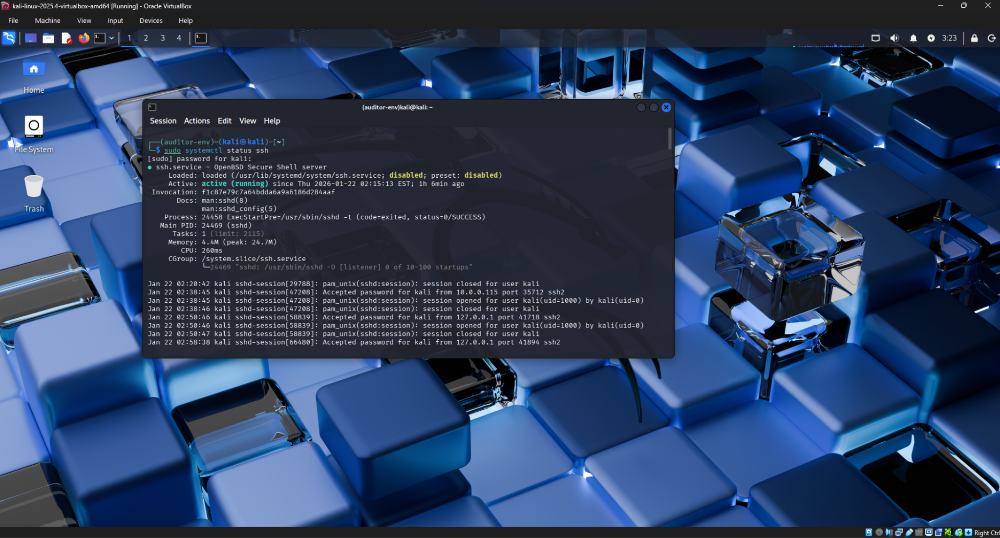 kali-linux-2025.4-virtualbox-amd64 [Running] - Oracle VirtualBox
File Machine View Input Devices Help
1 2 3 4 3:23
Home
File System
Trash
(auditor-env)kali@kali: ~
Session Actions Edit View Help
┌──(auditor-env)─(kali㉿kali)-[~]
└─$ sudo systemctl status ssh
[sudo] password for kali:
● ssh.service - OpenBSD Secure Shell server
Loaded: loaded (/usr/lib/systemd/system/ssh.service; disabled; preset: disabled)
Active: active (running) since Thu 2026-01-22 02:15:13 EST; 1h 6min ago
Invocation: f1c87e79c7a64bdda6a9a6186d284aaf
Docs: man:sshd(8)
man:sshd_config(5)
Process: 24458 ExecStartPre=/usr/sbin/sshd -t (code=exited, status=0/SUCCESS)
Main PID: 24469 (sshd)
Tasks: 1 (limit: 2115)
Memory: 4.4M (peak: 24.7M)
CPU: 260ms
CGroup: /system.slice/ssh.service
└─24469 "sshd: /usr/sbin/sshd -D [listener] 0 of 10-100 startups"
Jan 22 02:20:42 kali sshd-session[29788]: pam_unix(sshd:session): session closed for user kali
Jan 22 02:38:45 kali sshd-session[47208]: Accepted password for kali from 10.0.0.115 port 35712 ssh2
Jan 22 02:38:45 kali sshd-session[47208]: pam_unix(sshd:session): session opened for user kali(uid=1000) by kali(uid=0)
Jan 22 02:38:46 kali sshd-session[47208]: pam_unix(sshd:session): session closed for user kali
Jan 22 02:50:46 kali sshd-session[58839]: Accepted password for kali from 127.0.0.1 port 41718 ssh2
Jan 22 02:50:46 kali sshd-session[58839]: pam_unix(sshd:session): session opened for user kali(uid=1000) by kali(uid=0)
Jan 22 02:50:47 kali sshd-session[58839]: pam_unix(sshd:session): session closed for user kali
Jan 22 02:58:38 kali sshd-session[66480]: Accepted password for kali from 127.0.0.1 port 41894 ssh2
Right Ctrl